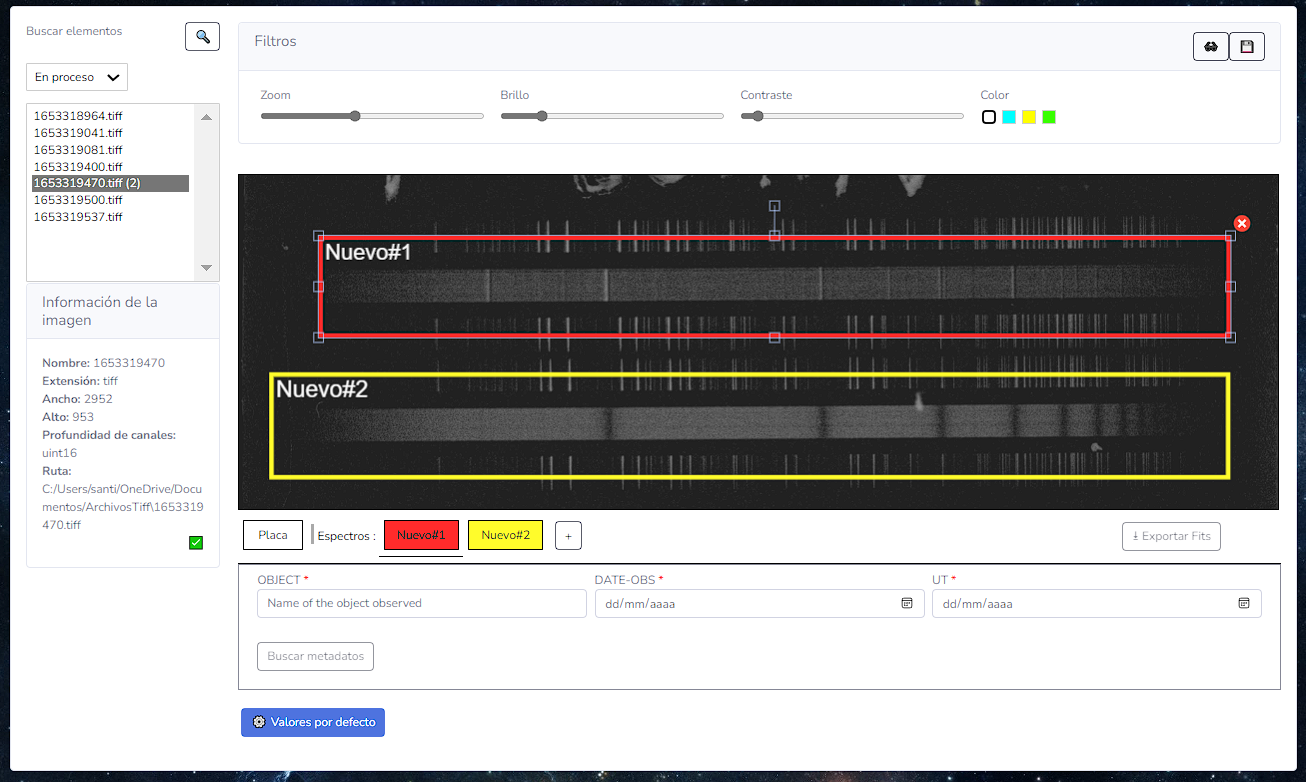 Buscar elementos
En proceso
1653318964.tiff
1653319041.tiff
1653319081.tiff
1653319400.tiff
1653319470.tiff (2)
1653319500.tiff
1653319537.tiff
Información de la
imagen
Nombre: 1653319470
Extensión: tiff
Ancho: 2952
Alto: 953
Profundidad de canales:
uint16
Ruta:
C:/Users/santi/OneDrive/Docu
mentos/ArchivosTiff\1653319
470.tiff
Filtros
Zoom
Brillo
Contraste
Color
Nuevo#1
Nuevo#2
Placa
Espectros :
Nuevo#1
Nuevo#2
+
Exportar Fits
OBJECT *
DATE-OBS *
UT *
Name of the object observed
dd/mm/aaaa
dd/mm/aaaa
Buscar metadatos
Valores por defecto